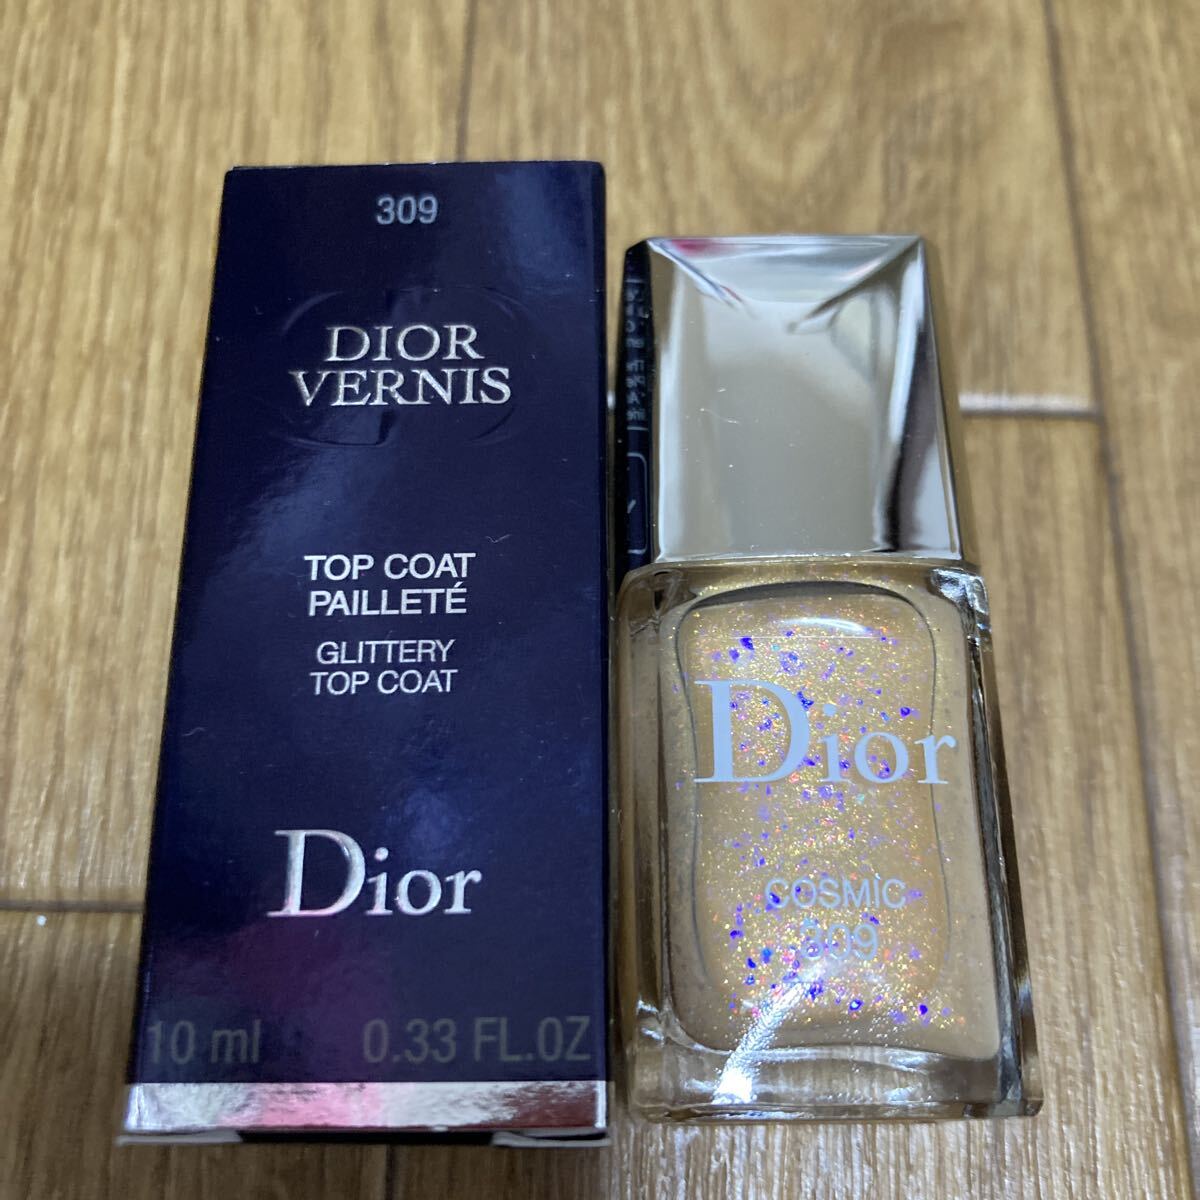 309
DIOR
VERNIS
TOP COAT
PAILLETÉ
GLITTERY
TOP COAT
Dior
10 ml 0.33 FL.OZ
Dior
COSMIC
309